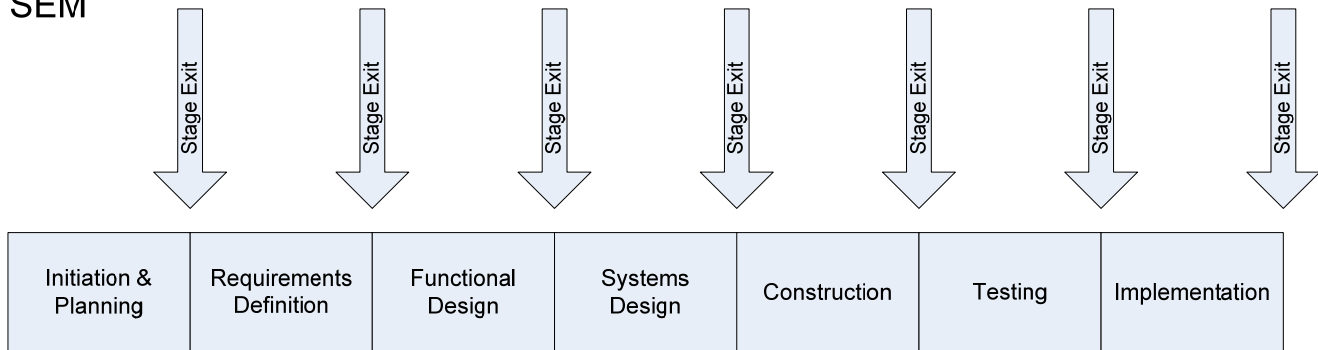 SEM
Stage Exit
Stage Exit
Stage Exit
Stage Exit
Stage Exit
Stage Exit
Stage Exit
Initiation &
Planning
Requirements
Definition
Functional
Design
Systems
Design
Construction
Testing
Implementation